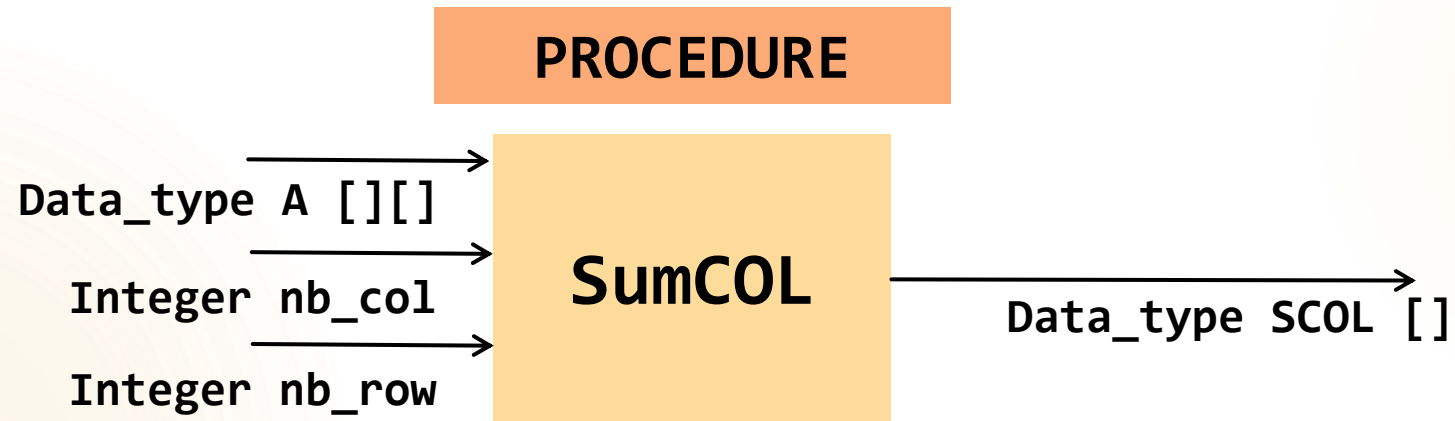 PROCEDURE
Data_type A [][]
Integer nb_col
Integer nb_row
SumCOL
Data_type SCOL []